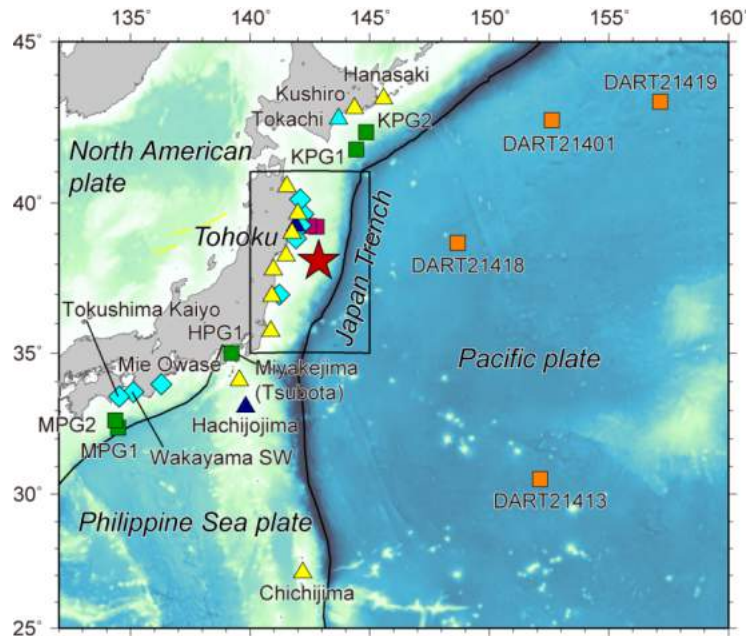 135° 140° 145° 150° 155° 160°
45°
40°
35°
30°
25°
Hanasaki
Kushiro
Tokachi
KPG2
KPG1
DART21419
DART21401
North American
plate
Tohoku
Japan Trench
DART21418
Tokushima Kaiyo
HPG1
Mie Owase
Miyakejima
(Tsubota)
Pacific plate
Hachijojima
MPG2
MPG1
Wakayama SW
DART21413
Philippine Sea plate
Chichijima